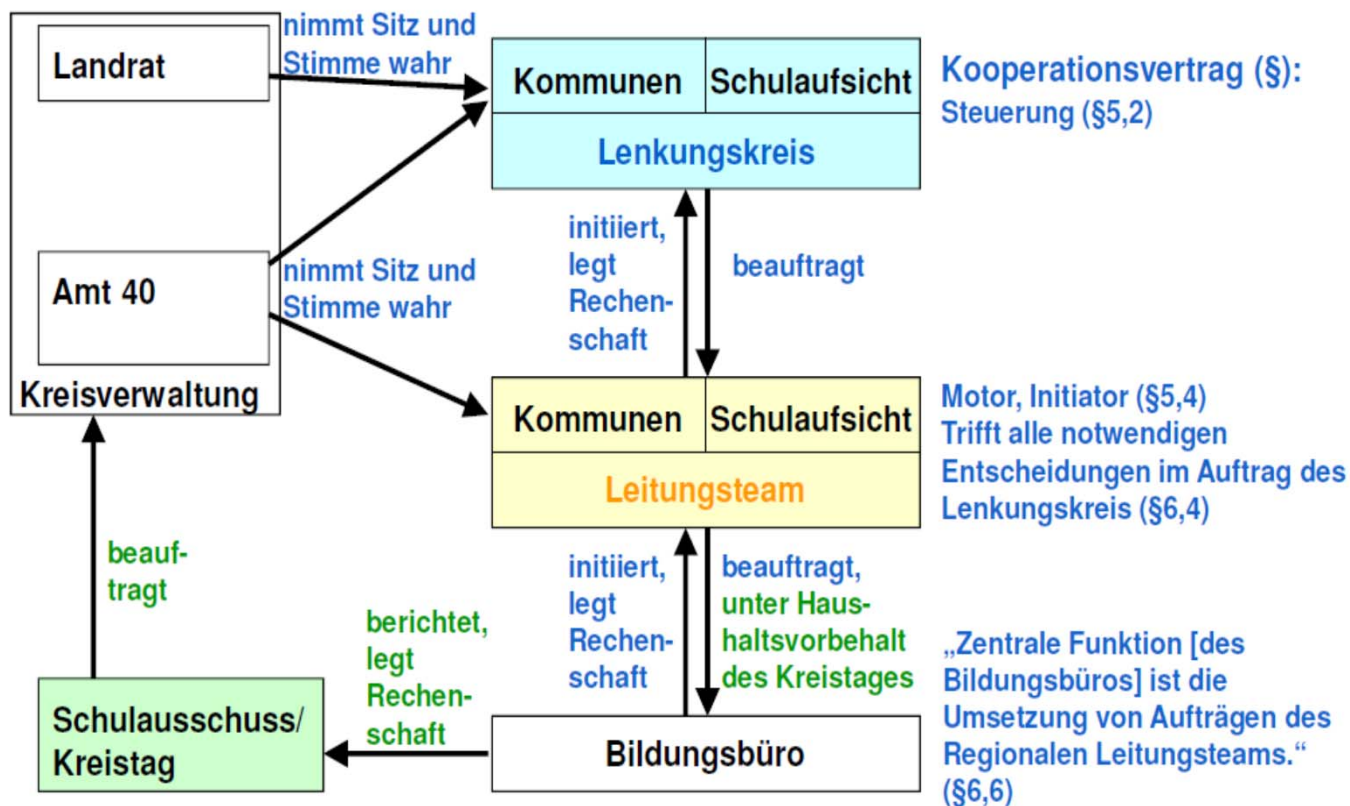 nimmt Sitz und
Stimme wahr
Landrat
Kommunen
Schulaufsicht
Lenkungskreis
Kooperationsvertrag (§):
Steuerung (§5,2)
Amt 40
Kreisverwaltung
nimmt Sitz und
Stimme wahr
initiiert,
legt
Rechen-
schaft
beauftragt
Kommunen
Schulaufsicht
Leitungsteam
Motor, Initiator (§5,4)
Trifft alle notwendigen
Entscheidungen im Auftrag des
Lenkungskreis (§6,4)
beauf-
tragt
berichtet,
legt
Rechen-
schaft
initiiert,
legt
Rechen-
schaft
beauftragt,
unter Haus-
haltsvorbehalt
des Kreistages
Schulausschuss/
Kreistag
Bildungsbüro
„Zentrale Funktion [des
Bildungsbüros] ist die
Umsetzung von Aufträgen des
Regionalen Leitungsteams.“
(§6,6)